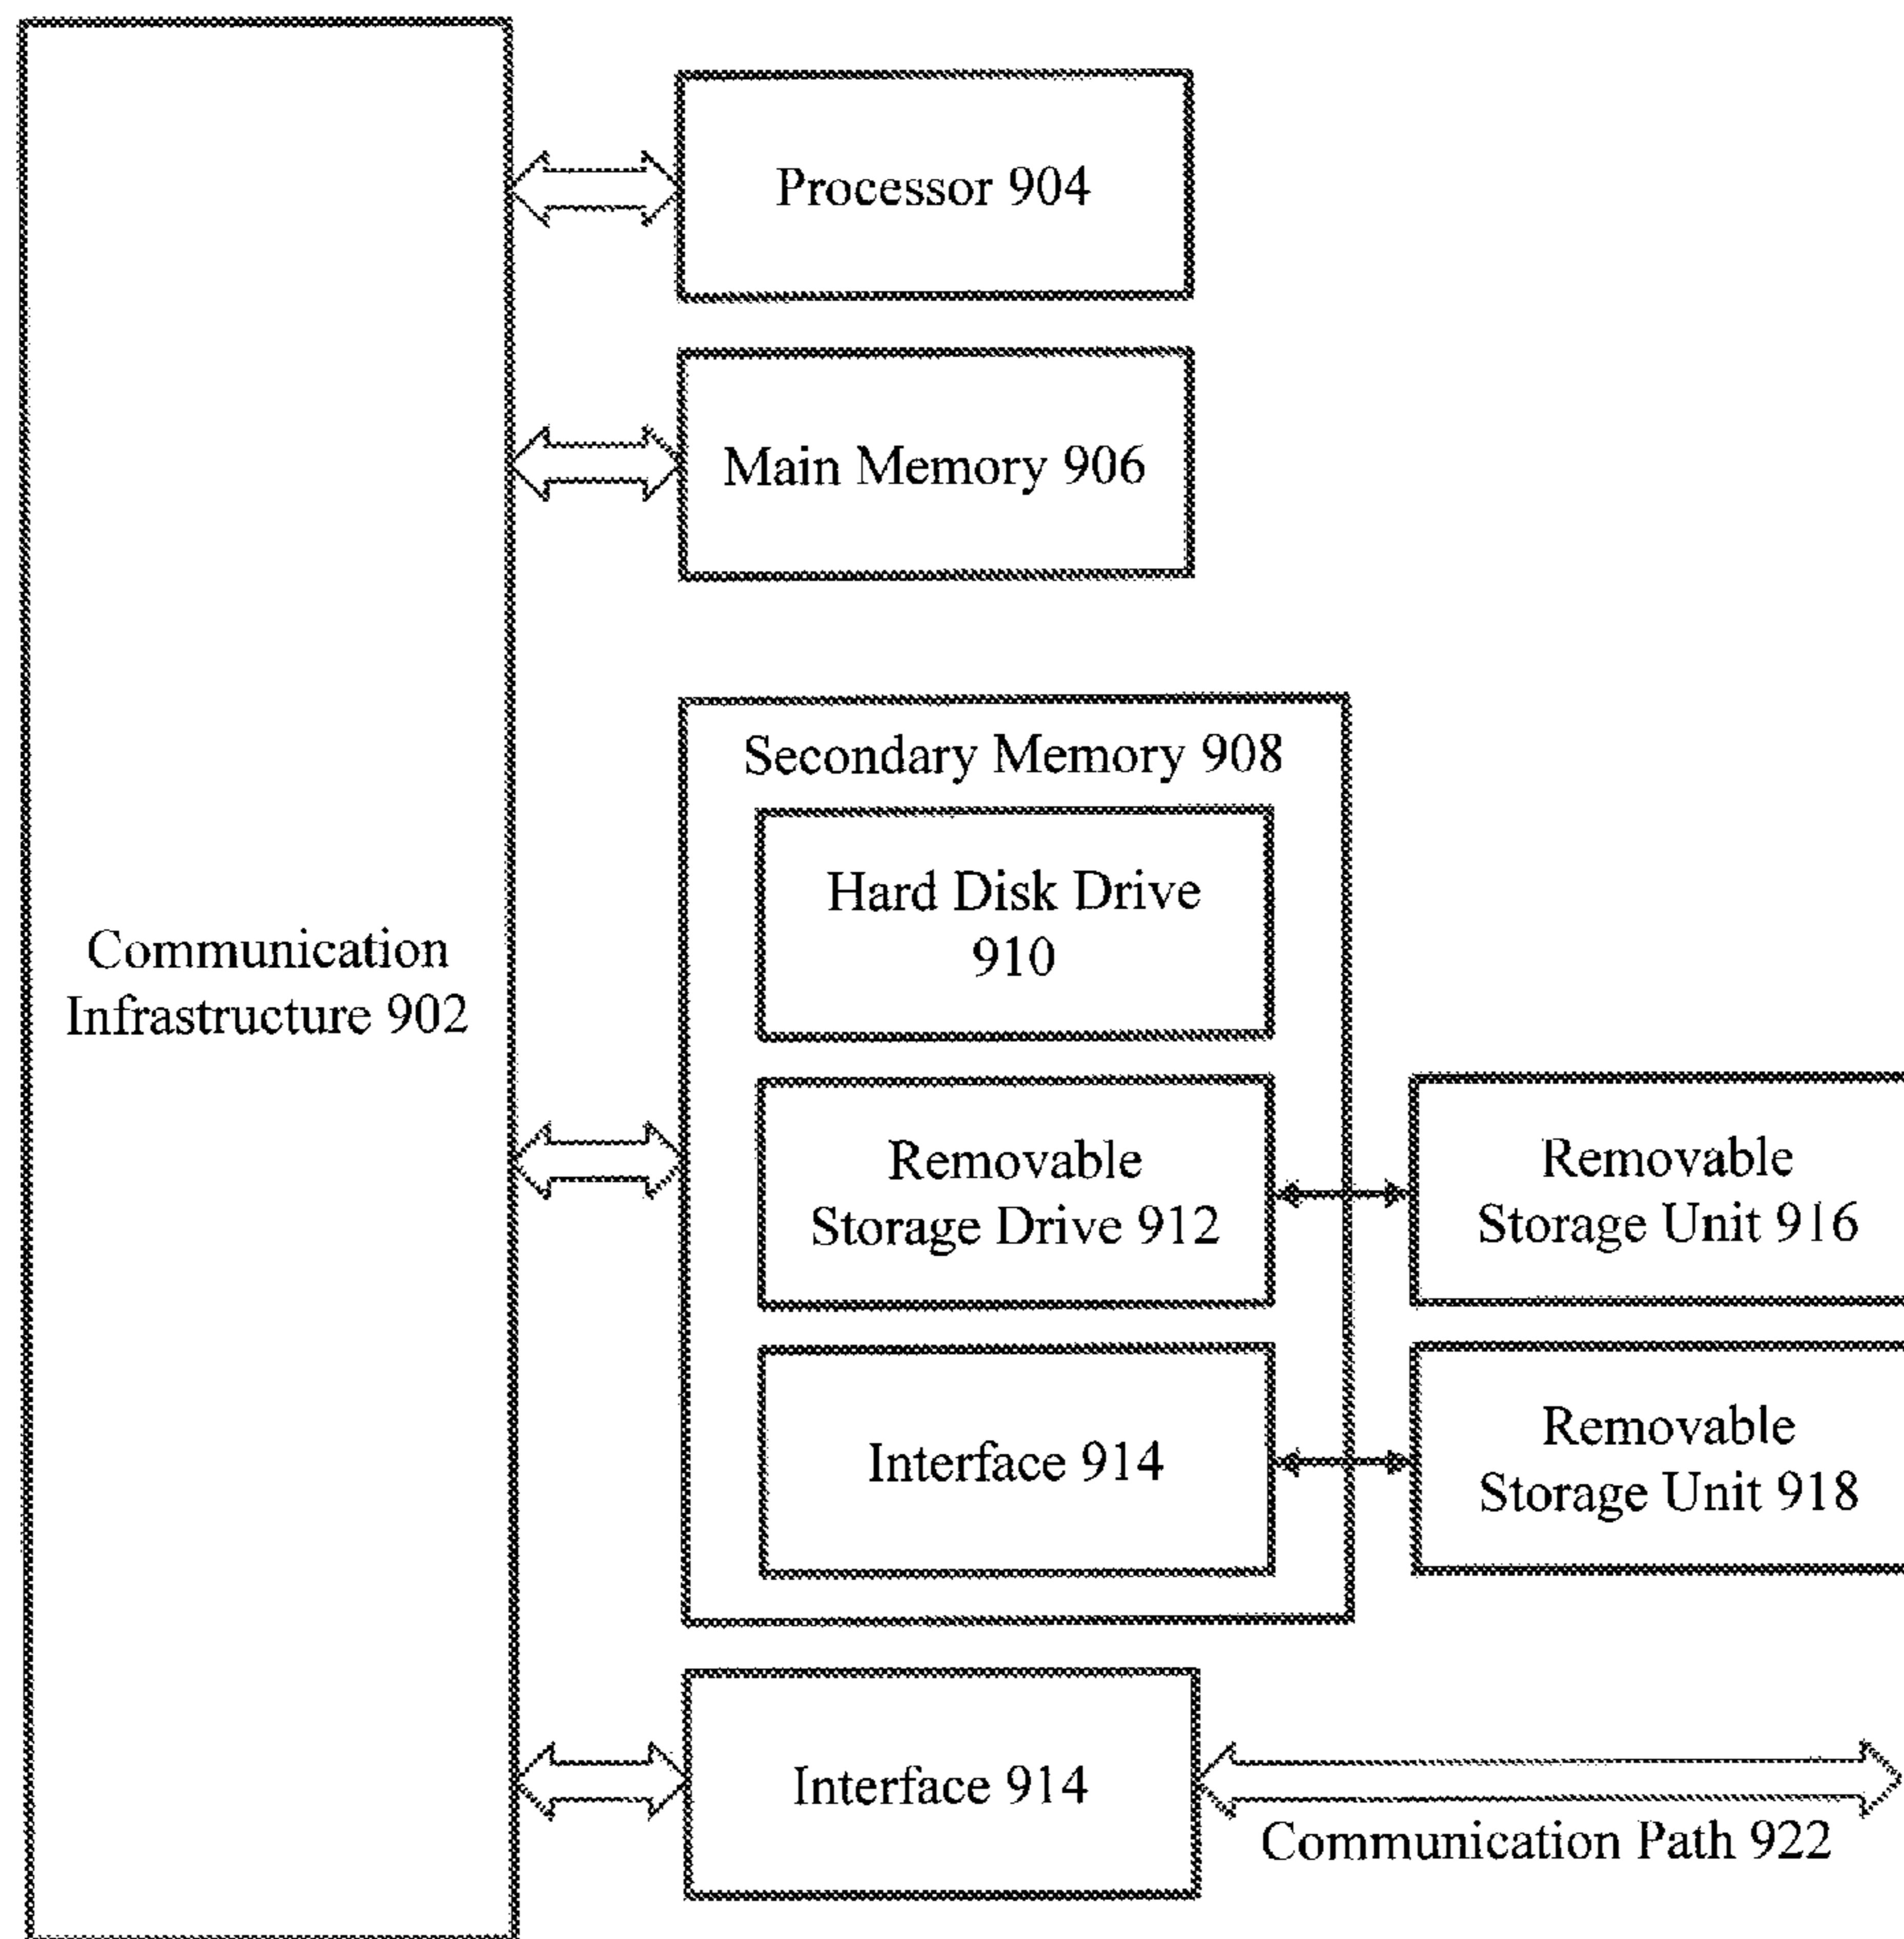 Processor 904
Main Memory 906
Secondary Memory 908
Hard Disk Drive
910
Communication
Infrastructure 902
Removable
Storage Drive 912
Removable
Storage Unit 916
Interface 914
Removable
Storage Unit 918
Interface 914
Communication Path 922